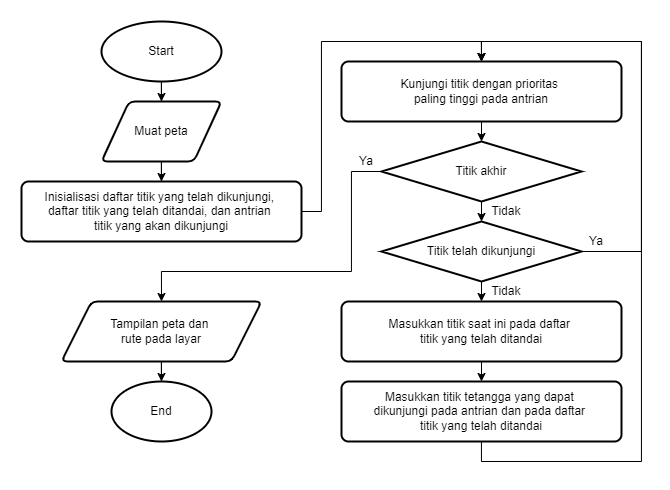 Start
Muat peta
Inisialisasi daftar titik yang telah dikunjungi,
daftar titik yang telah ditandai, dan antrian
titik yang akan dikunjungi
Kunjungi titik dengan prioritas
paling tinggi pada antrian
Titik akhir
Ya
Tidak
Titik telah dikunjungi
Ya
Tidak
Masukkan titik saat ini pada daftar
titik yang telah ditandai
Masukkan titik tetangga yang dapat
dikunjungi pada antrian dan pada daftar
titik yang telah ditandai
Tampilan peta dan
rute pada layar
End